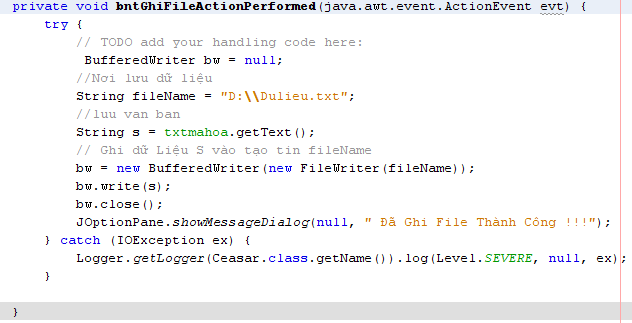 private void bntGhiFileActionPerformed(java.awt.event.ActionEvent evt) {
try {
// TODO add your handling code here:
BufferedWriter bw = null;
//Nơi lưu dữ liệu
String fileName = "D:\\Dulieu.txt";
//luu van ban
String s = txtmahoa.getText();
// Ghi dữ Liệu S vào tạo tin fileName
bw = new BufferedWriter(new FileWriter(fileName));
bw.write(s);
bw.close();
JOptionPane.showMessageDialog(null, " Đã Ghi File Thành Công !!!");
} catch (IOException ex) {
Logger.getLogger(Ceasar.class.getName()).log(Level.SEVERE, null, ex);
}
}